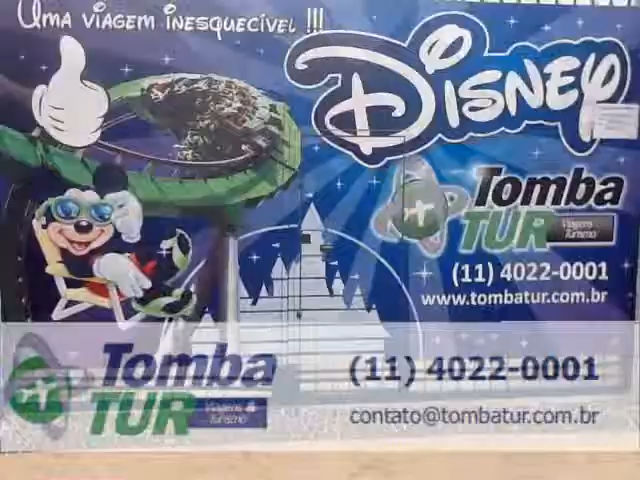 Uma viagem inesquecível !!!
Disney
Tomba
TUR
Viagens
Turismo
(11) 4022-0001
www.tombatur.com.br
Tomba
TUR
Viagens &
Turismo
(11) 4022-0001
contato@tombatur.com.br